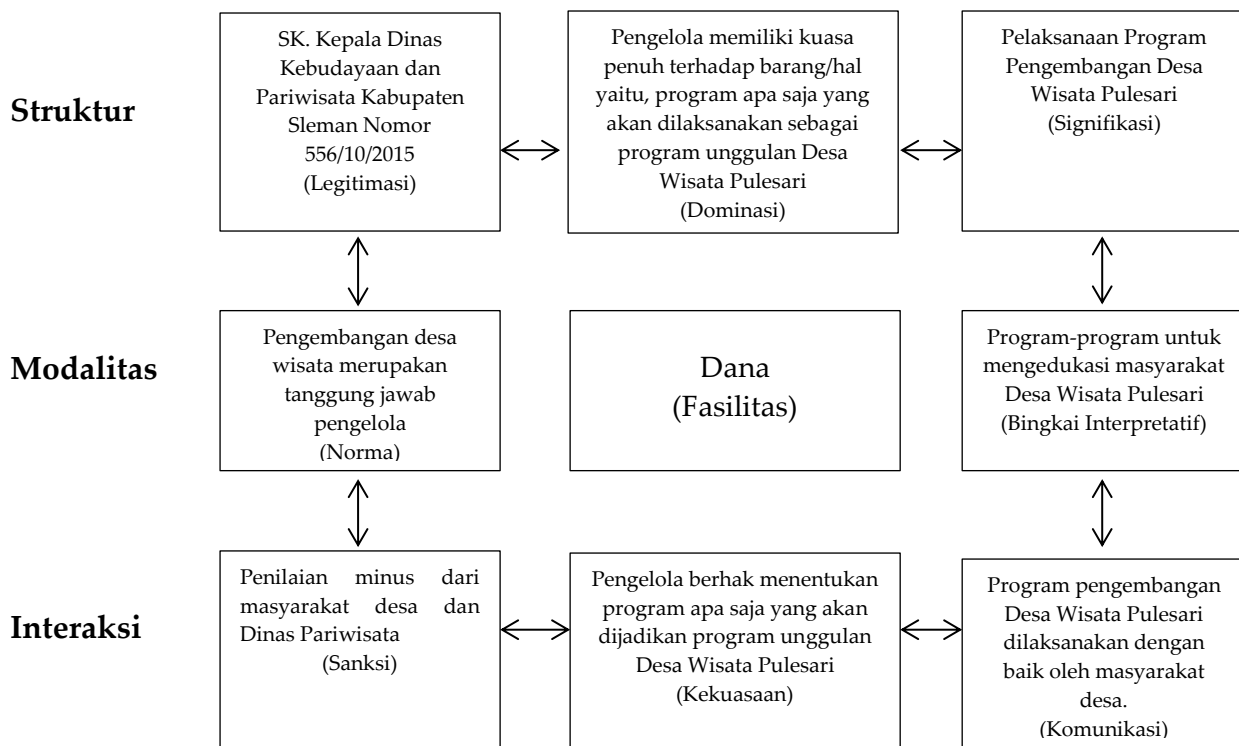 Struktur
SK. Kepala Dinas
Kebudayaan dan
Pariwisata Kabupaten
Sleman Nomor
556/10/2015
(Legitimasi)
Pengelola memiliki kuasa
penuh terhadap barang/hal
yaitu, program apa saja yang
akan dilaksanakan sebagai
program unggulan Desa
Wisata Pulesari
(Dominasi)
Pelaksanaan Program
Pengembangan Desa
Wisata Pulesari
(Signifikasi)
Modalitas
Pengembangan desa
wisata merupakan
tanggung jawab
pengelola
(Norma)
Dana
(Fasilitas)
Program-program untuk
mengedukasi masyarakat
Desa Wisata Pulesari
(Bingkai Interpretatif)
Interaksi
Penilaian minus dari
masyarakat desa dan
Dinas Pariwisata
(Sanksi)
Pengelola berhak menentukan
program apa saja yang akan
dijadikan program unggulan
Desa Wisata Pulesari
(Kekuasaan)
Program pengembangan
Desa Wisata Pulesari
dilaksanakan dengan
baik oleh masyarakat
desa.
(Komunikasi)